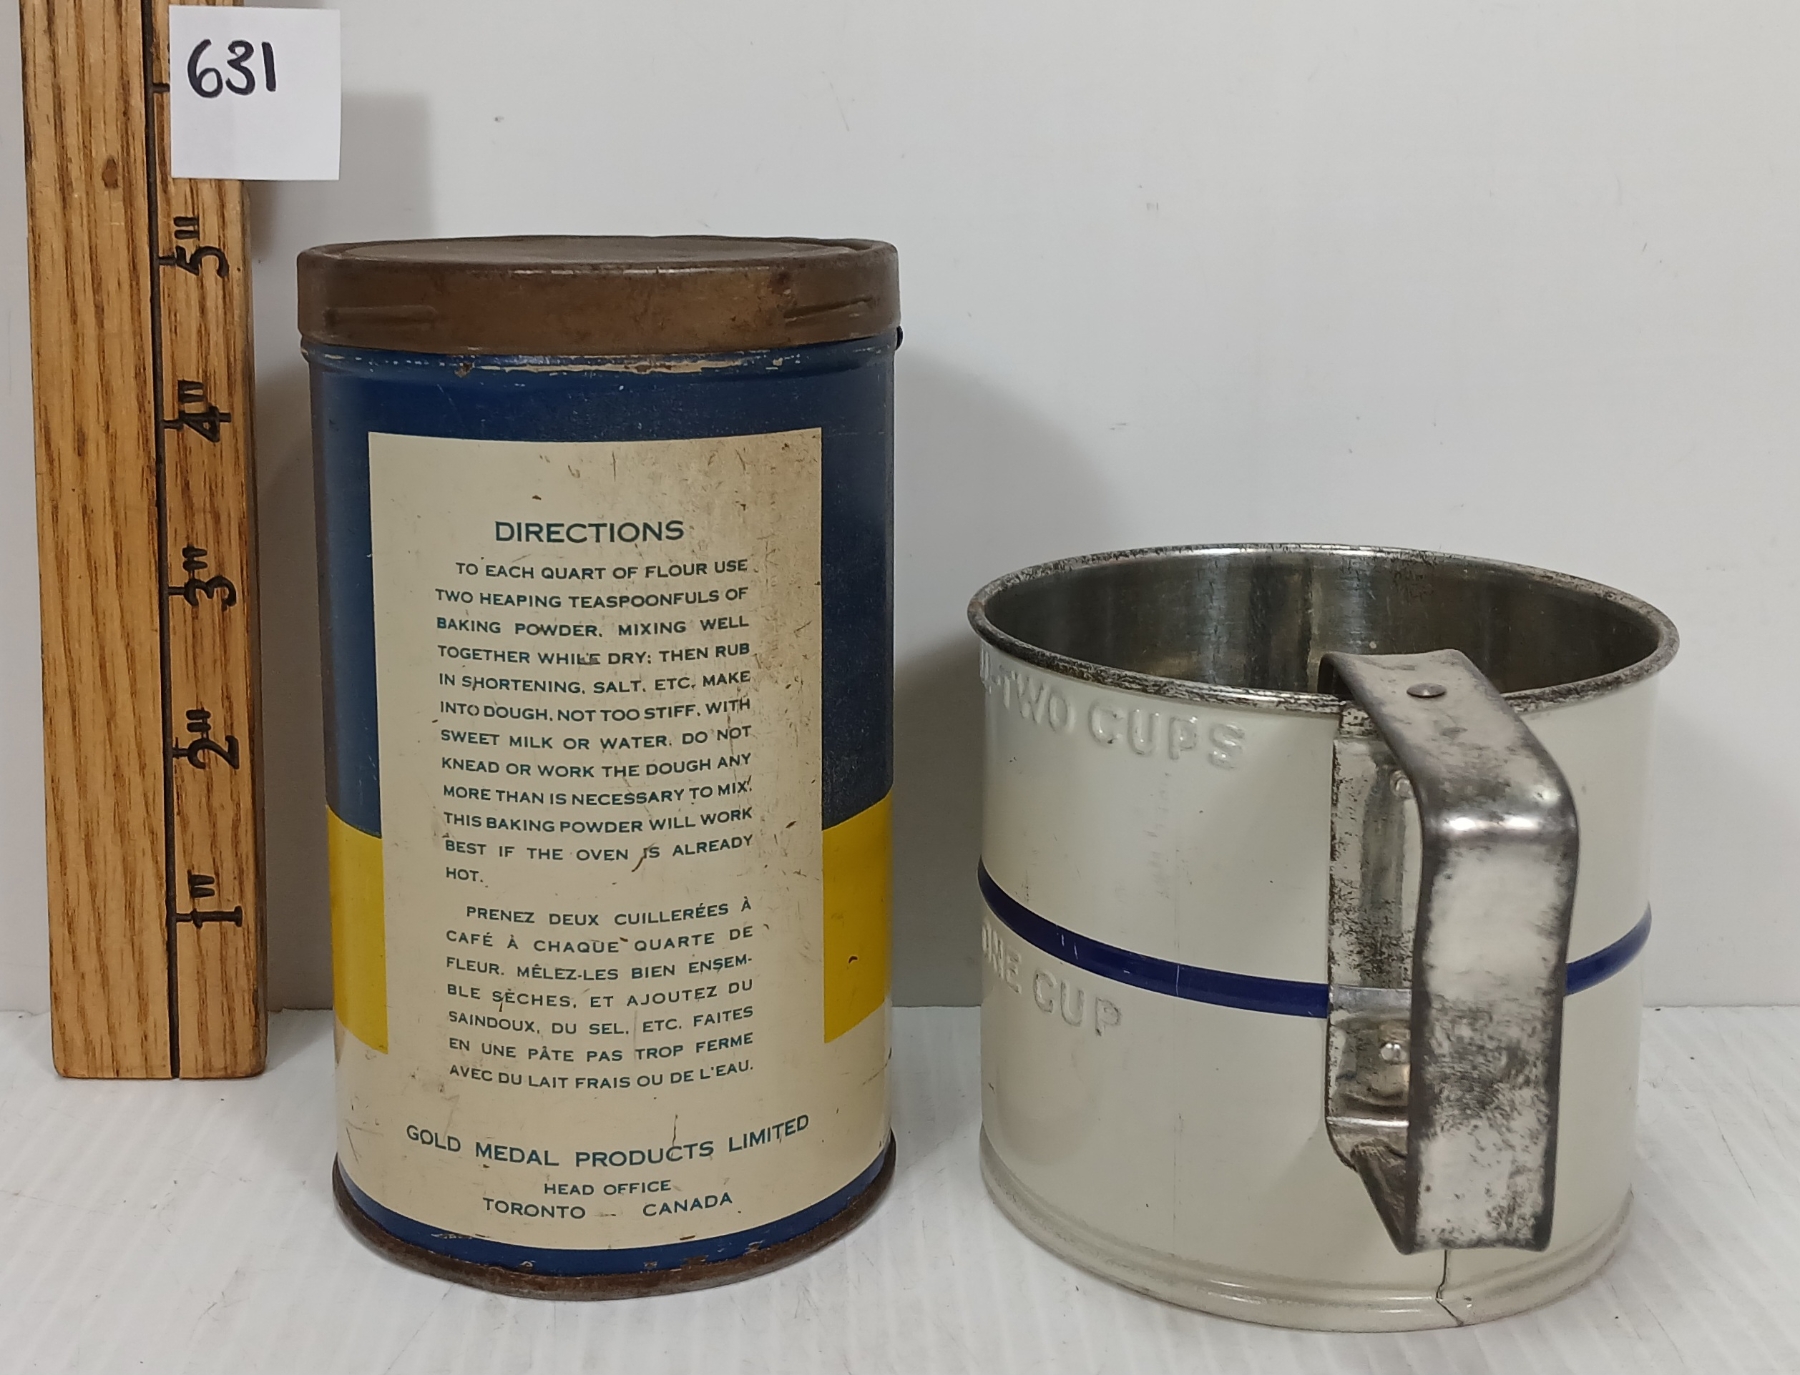 631
5"
4"
3"
2"
1"
DIRECTIONS
TO EACH QUART OF FLOUR USE
TWO HEAPING TEASPOONFULS OF
BAKING POWDER, MIXING WELL
TOGETHER WHILE DRY; THEN RUB
IN SHORTENING, SALT, ETC. MAKE
INTO DOUGH, NOT TOO STIFF, WITH
SWEET MILK OR WATER. DO NOT
KNEAD OR WORK THE DOUGH ANY
MORE THAN IS NECESSARY TO MIX.
THIS BAKING POWDER WILL WORK
BEST IF THE OVEN IS ALREADY
HOT.
PRENEZ DEUX CUILLERÉES À
CAFÉ À CHAQUE QUARTE DE
FLEUR. MÊLEZ-LES BIEN ENSEM-
BLE SÈCHES, ET AJOUTEZ DU
SAINDOUX, DU SEL, ETC. FAITES
EN UNE PÂTE PAS TROP FERME
AVEC DU LAIT FRAIS OU DE L'EAU.
GOLD MEDAL PRODUCTS LIMITED
HEAD OFFICE
TORONTO — CANADA
TWO CUPS
ONE CUP